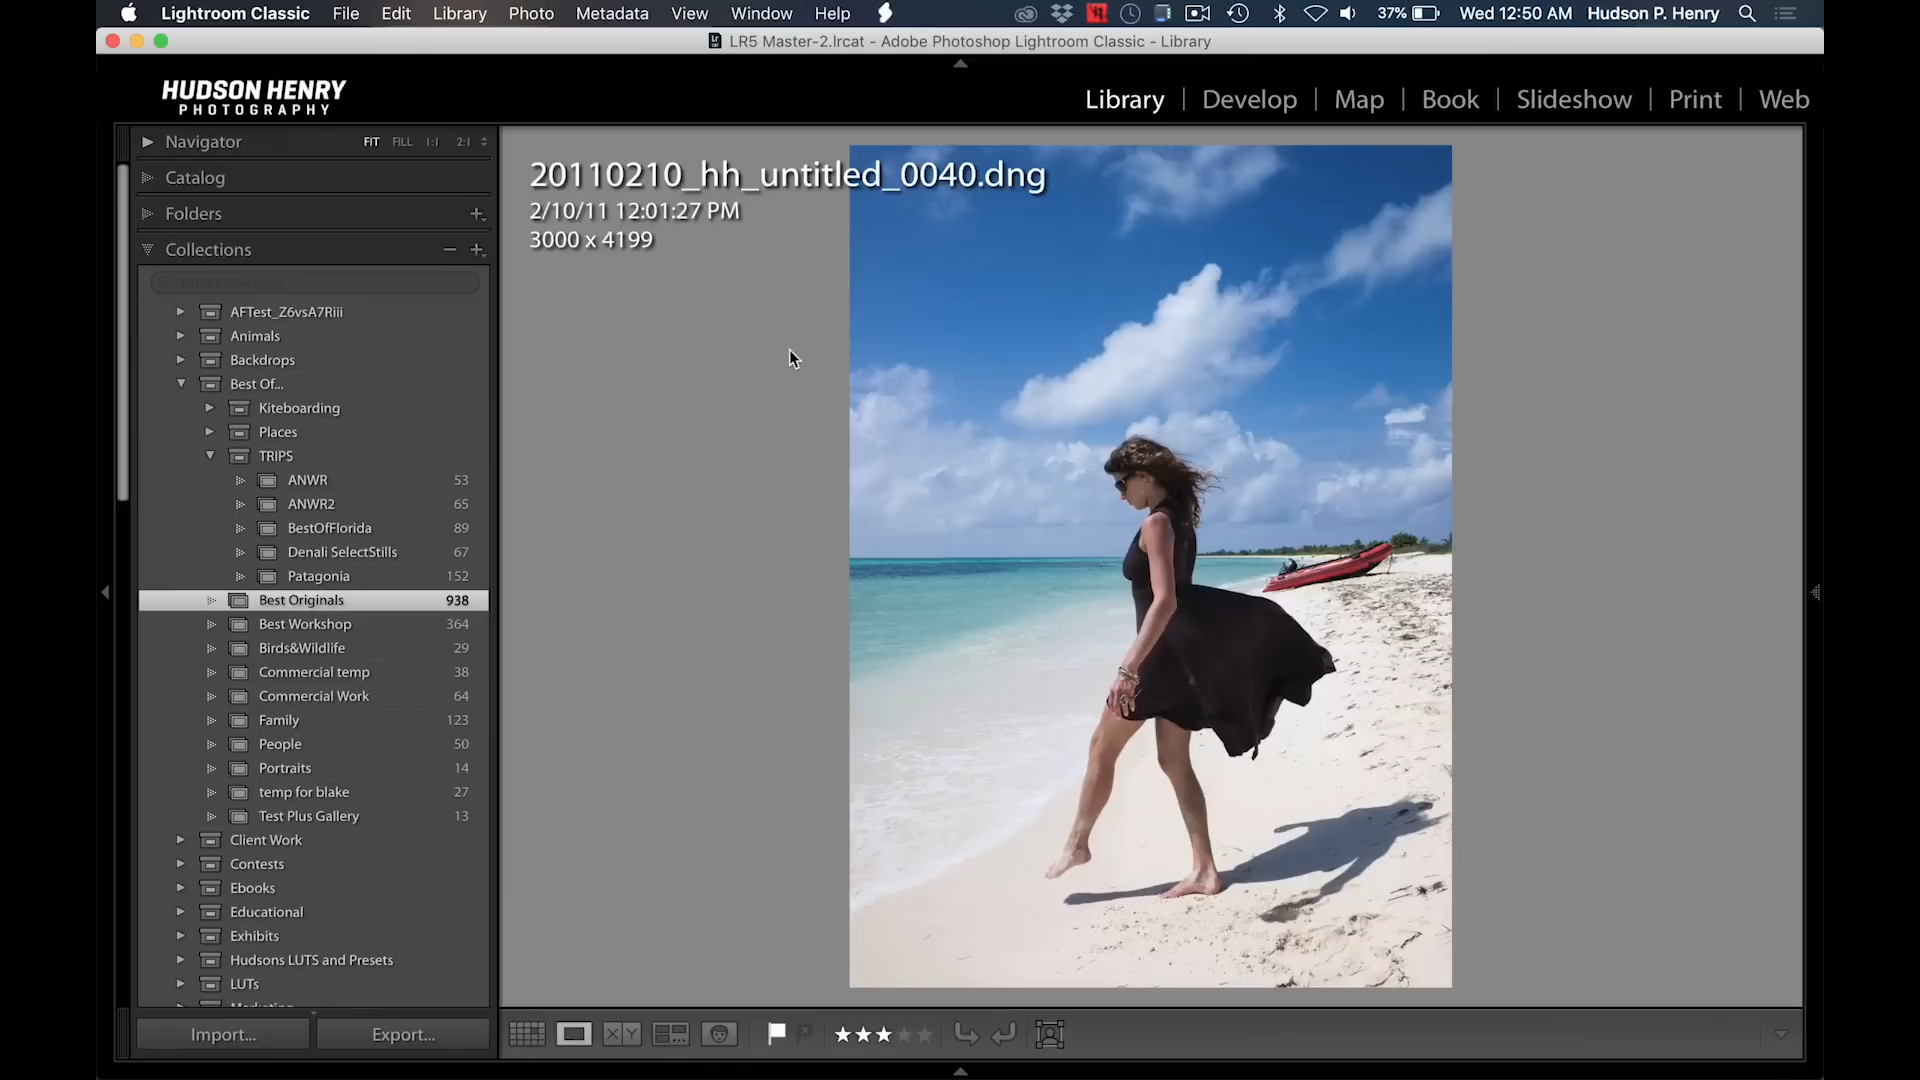 Lightroom Classic File Edit Library Photo Metadata View Window Help 37% Wed 12:50 AM Hudson P. Henry
LR5 Master-2.lrcat - Adobe Photoshop Lightroom Classic - Library
HUDSON HENRY
PHOTOGRAPHY
Library | Develop | Map | Book | Slideshow | Print | Web
Navigator FIT FILL 1:1 2:1
Catalog
Folders
Collections
AFTest_Z6vsA7Riii
Animals
Backdrops
Best Of...
Kiteboarding
Places
TRIPS
ANWR 53
ANWR2 65
BestOfFlorida 89
Denali SelectStills 67
Patagonia 152
Best Originals 938
Best Workshop 364
Birds&Wildlife 29
Commercial temp 38
Commercial Work 64
Family 123
People 50
Portraits 14
temp for blake 27
Test Plus Gallery 13
Client Work
Contests
Ebooks
Educational
Exhibits
Hudsons LUTS and Presets
LUTs
Import... Export...
20110210_hh_untitled_0040.dng
2/10/11 12:01:27 PM
3000 x 4199
X Y